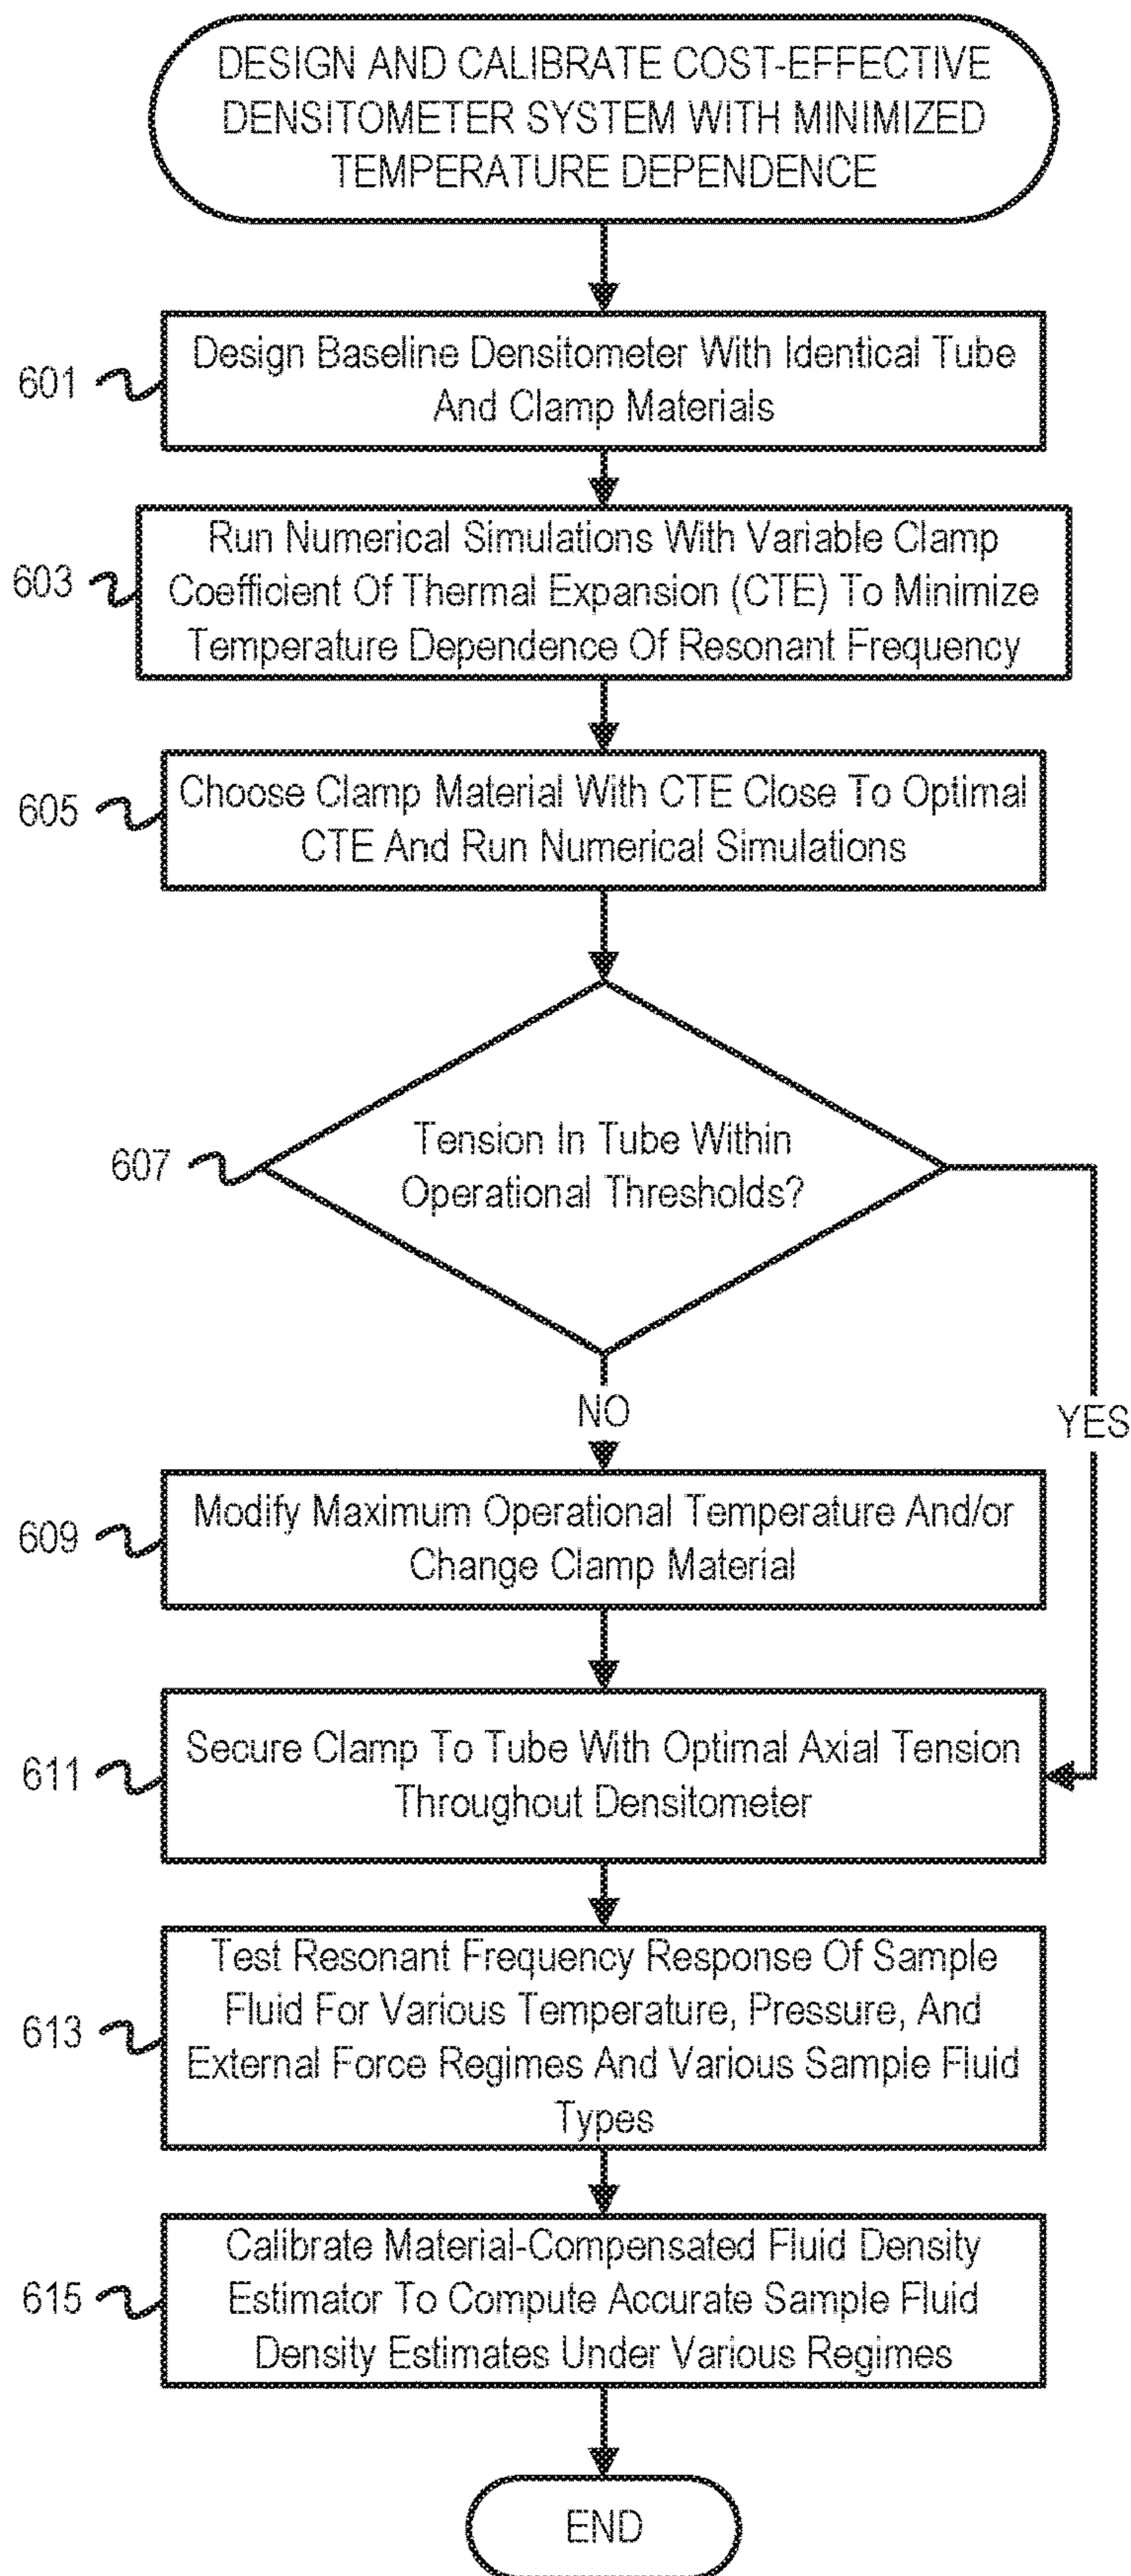 DESIGN AND CALIBRATE COST-EFFECTIVE
DENSITOMETER SYSTEM WITH MINIMIZED
TEMPERATURE DEPENDENCE
601
Design Baseline Densitometer With Identical Tube
And Clamp Materials
603
Run Numerical Simulations With Variable Clamp
Coefficient Of Thermal Expansion (CTE) To Minimize
Temperature Dependence Of Resonant Frequency
605
Choose Clamp Material With CTE Close To Optimal
CTE And Run Numerical Simulations
607
Tension In Tube Within
Operational Thresholds?
NO
YES
609
Modify Maximum Operational Temperature And/or
Change Clamp Material
611
Secure Clamp To Tube With Optimal Axial Tension
Throughout Densitometer
613
Test Resonant Frequency Response Of Sample
Fluid For Various Temperature, Pressure, And
External Force Regimes And Various Sample Fluid
Types
615
Calibrate Material-Compensated Fluid Density
Estimator To Compute Accurate Sample Fluid
Density Estimates Under Various Regimes
END